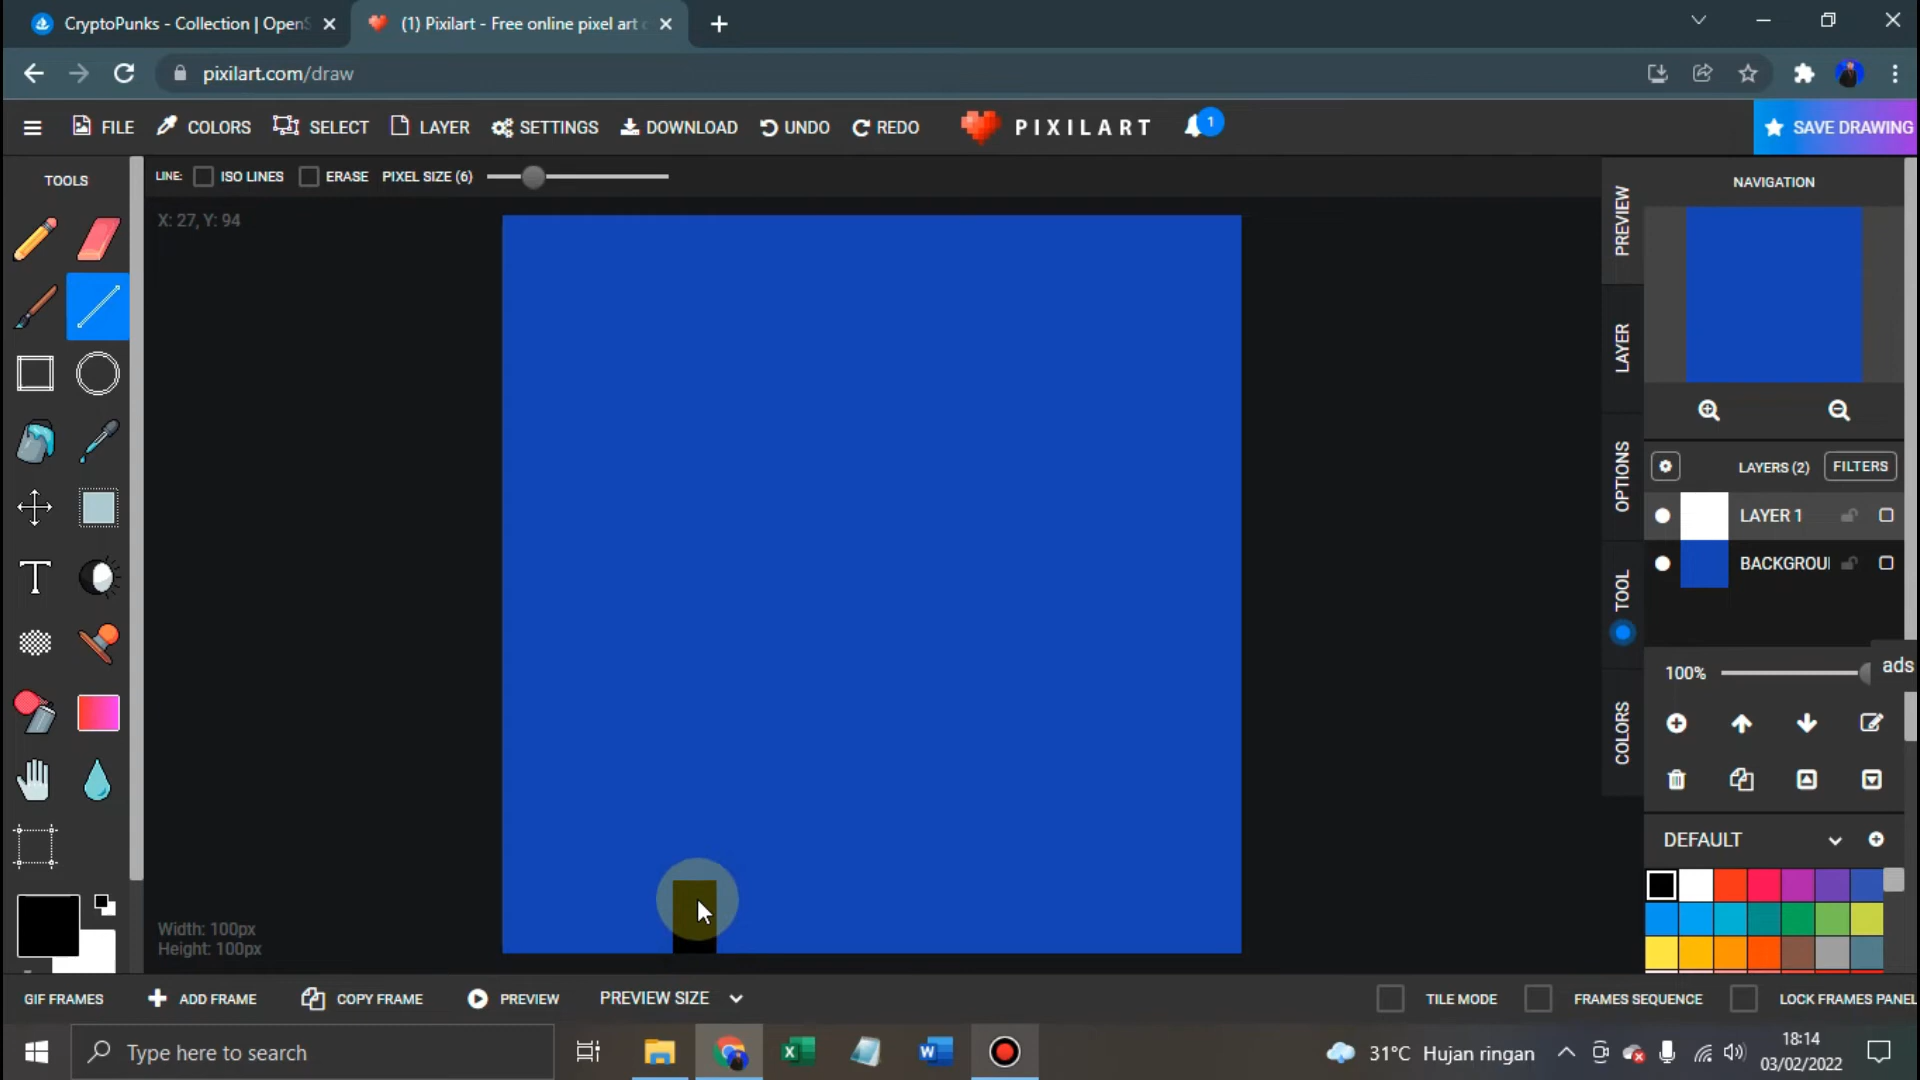 CryptoPunks - Collection | OpenS
(1) Pixilart - Free online pixel art c
pixilart.com/draw
FILE
COLORS
SELECT
LAYER
SETTINGS
DOWNLOAD
UNDO
REDO
PIXILART
1
SAVE DRAWING
TOOLS
LINE:
ISO LINES
ERASE
PIXEL SIZE (6)
X: 27, Y: 94
PREVIEW
LAYER
OPTIONS
TOOL
COLORS
NAVIGATION
LAYERS (2)
FILTERS
LAYER 1
BACKGROUI
100%
ads
DEFAULT
Width: 100px
Height: 100px
GIF FRAMES
ADD FRAME
COPY FRAME
PREVIEW
PREVIEW SIZE
TILE MODE
FRAMES SEQUENCE
LOCK FRAMES PANEL
Type here to search
31°C Hujan ringan
18:14
03/02/2022